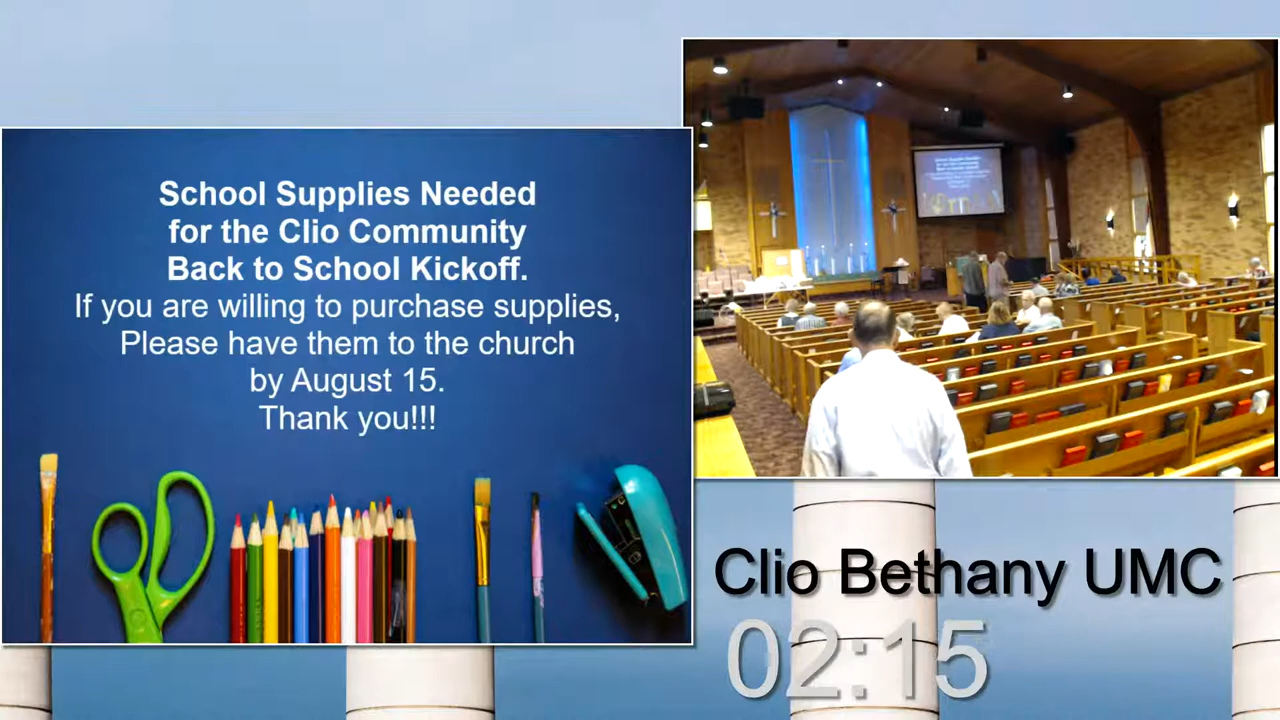 School Supplies Needed
for the Clio Community
Back to School Kickoff.
If you are willing to purchase supplies,
Please have them to the church
by August 15.
Thank you!!!
Clio Bethany UMC
02:15